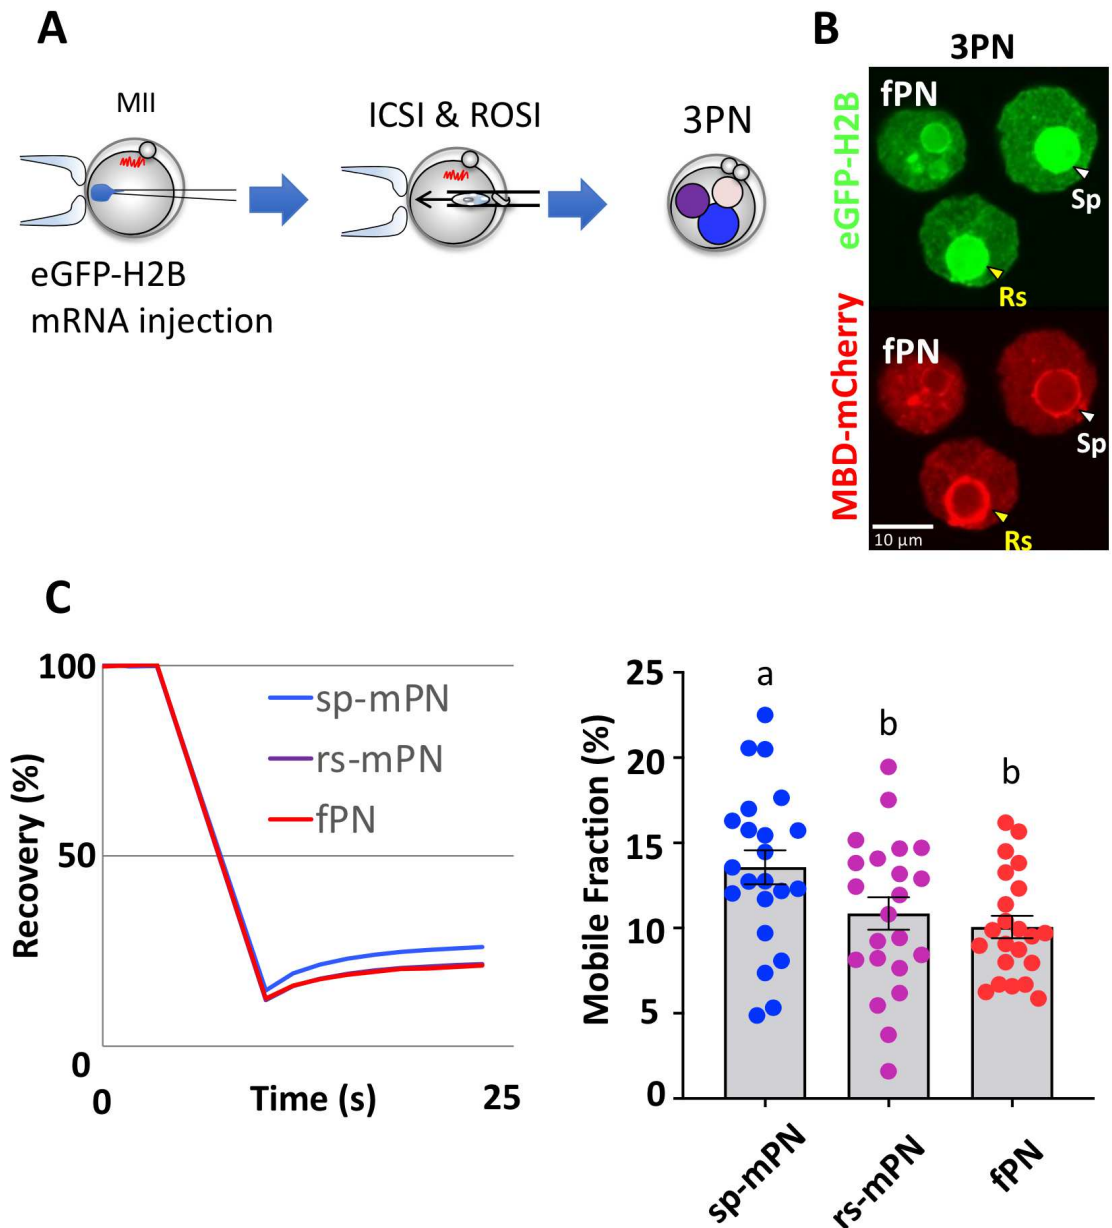 A
MII
eGFP-H2B
mRNA injection
ICSI & ROSI
3PN
B
3PN
eGFP-H2B
fPN
Sp
Rs
MBD-mCherry
fPN
Sp
10 µm
Rs
C
Recovery (%)
100
50
0
sp-mPN
rs-mPN
fPN
0
Time (s)
25
Mobile Fraction (%)
25
20
15
10
5
0
a
b
b
sp-mPN
rs-mPN
fPN